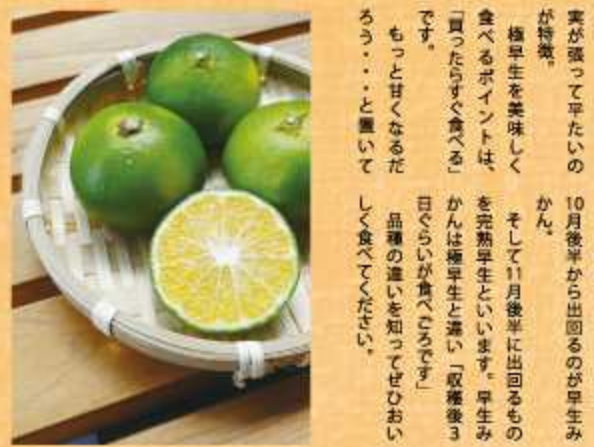 実が張って平たいの
が特徴。
極早生を美味しく
食べるポイントは、
「買ったらすぐ食べる」
です。
もっと甘くなるだ
ろう・・・と置いて
10月後半から出回るのが早生み
かん。
そして11月後半に出回るもの
を完熟早生といいます。早生み
かんは極早生と違い「収穫後3
日ぐらいが食べごろです」
品種の違いを知ってぜひおい
しく食べてください。